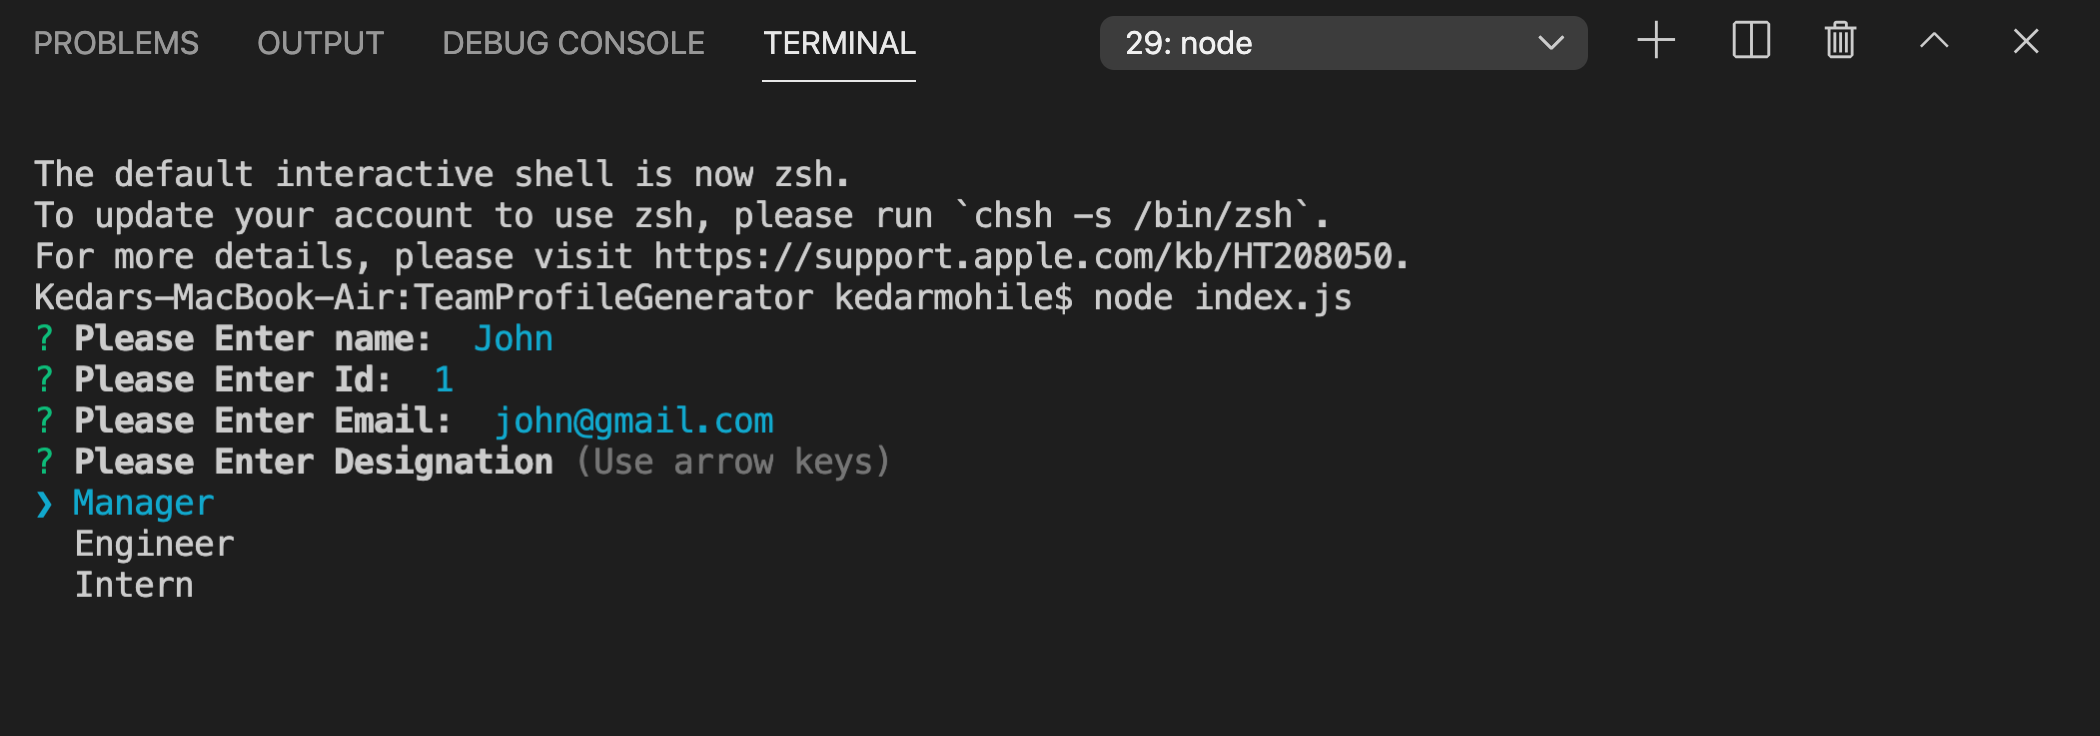 PROBLEMS OUTPUT DEBUG CONSOLE TERMINAL 29: node
The default interactive shell is now zsh.
To update your account to use zsh, please run `chsh -s /bin/zsh`.
For more details, please visit https://support.apple.com/kb/HT208050.
Kedars-MacBook-Air:TeamProfileGenerator kedarmohile$ node index.js
? Please Enter name:  John
? Please Enter Id:  1
? Please Enter Email:  john@gmail.com
? Please Enter Designation (Use arrow keys)
❯ Manager
  Engineer
  Intern